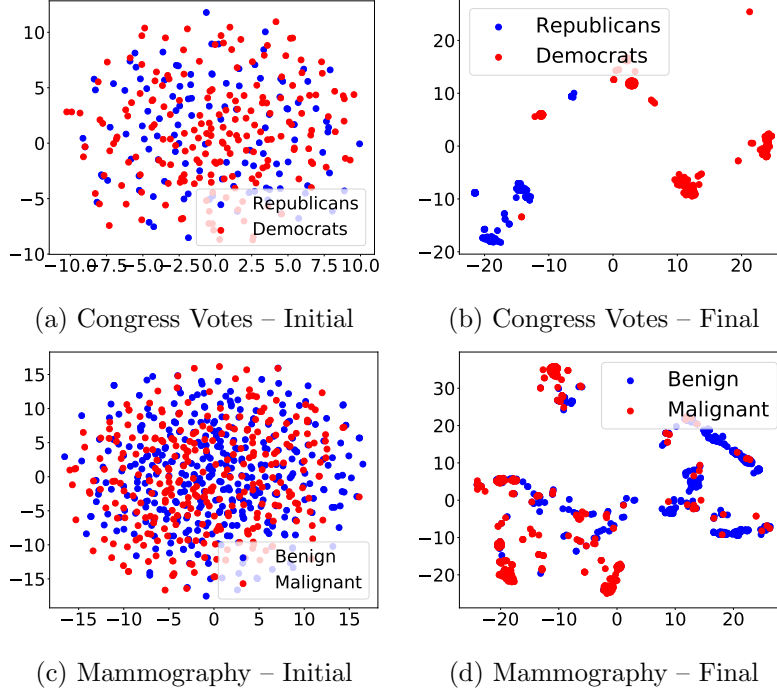 10
5
0
−5
−10
−10.0 −7.5 −5.0 −2.5 0.0 2.5 5.0 7.5 10.0
Republicans
Democrats
(a) Congress Votes – Initial
20
10
0
−10
−20
−20 −10 0 10 20
Republicans
Democrats
(b) Congress Votes – Final
15
10
5
0
−5
−10
−15
−15 −10 −5 0 5 10 15
Benign
Malignant
(c) Mammography – Initial
30
20
10
0
−10
−20
−20 −10 0 10 20
Benign
Malignant
(d) Mammography – Final